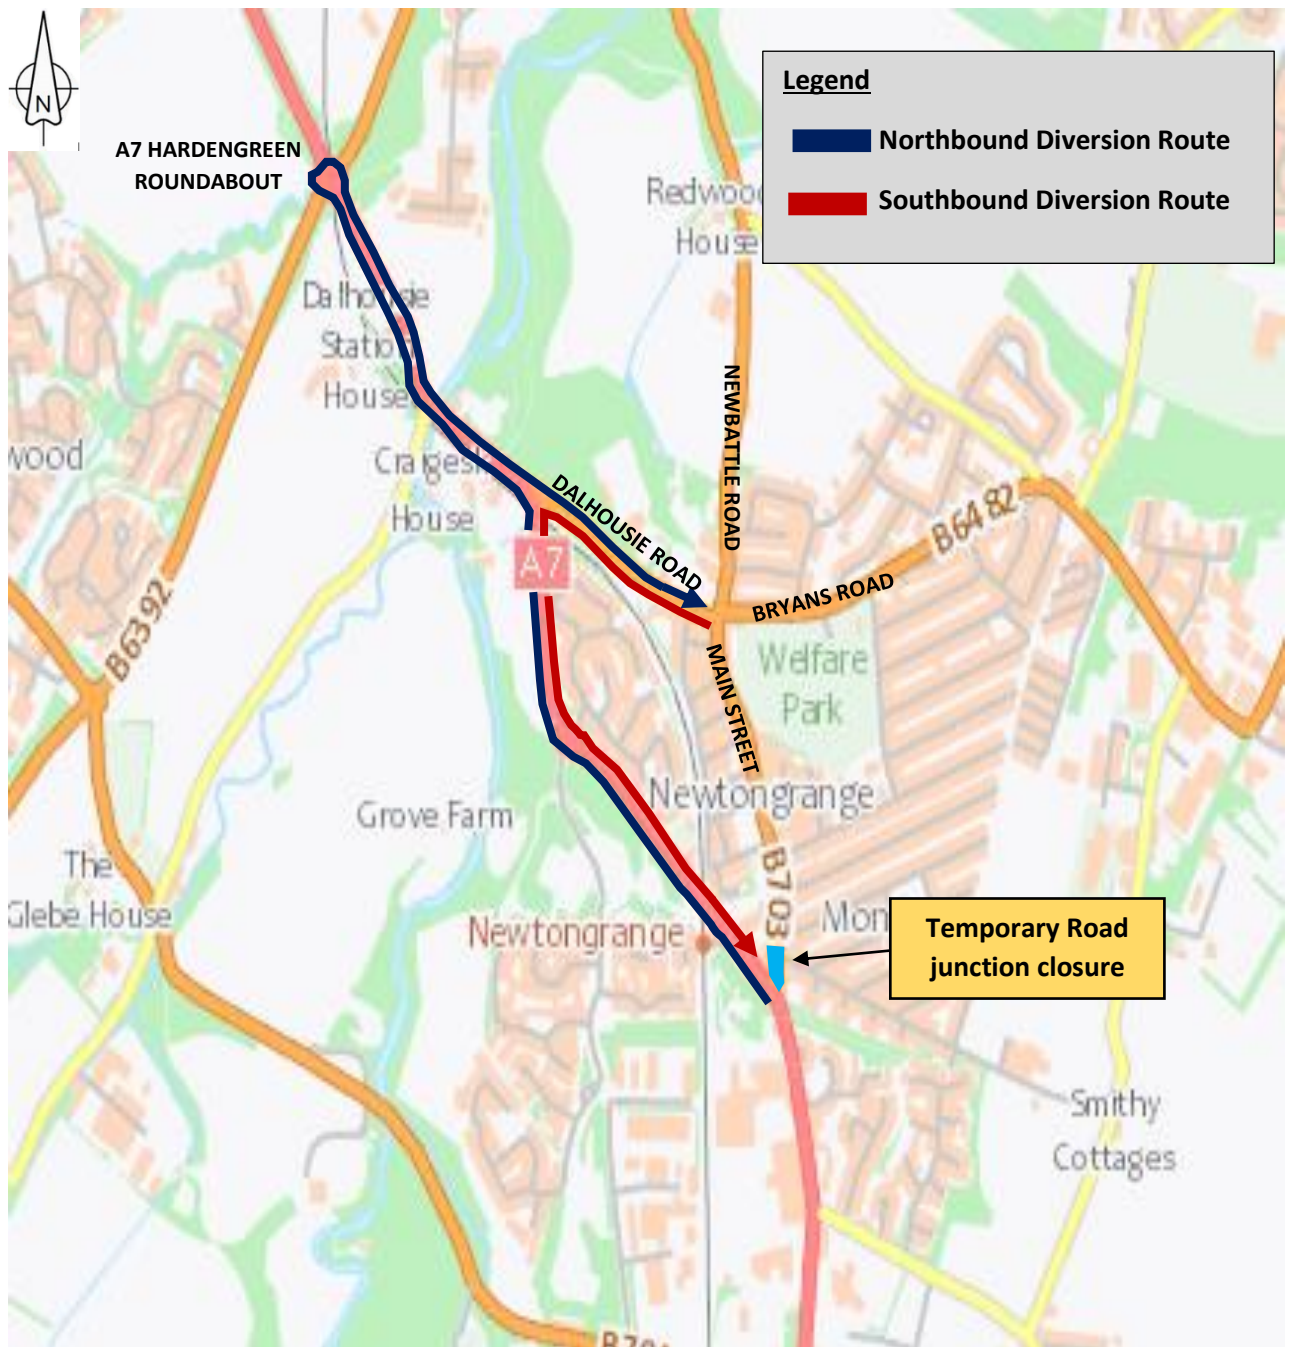 N
A7 HARDENGREEN
ROUNDABOUT
Legend
Northbound Diversion Route
Southbound Diversion Route
Redwood
House
Dalhousie
Station
House
NEWBATTLE ROAD
wood
House
DALHOUSIE ROAD
B6482
A7
BRYANS ROAD
B6392
MAIN STREET
Welfare
Park
Newtongrange
Grove Farm
The
Glebe House
B703
Newtongrange
Mon
Temporary Road
junction closure
Smithy
Cottages